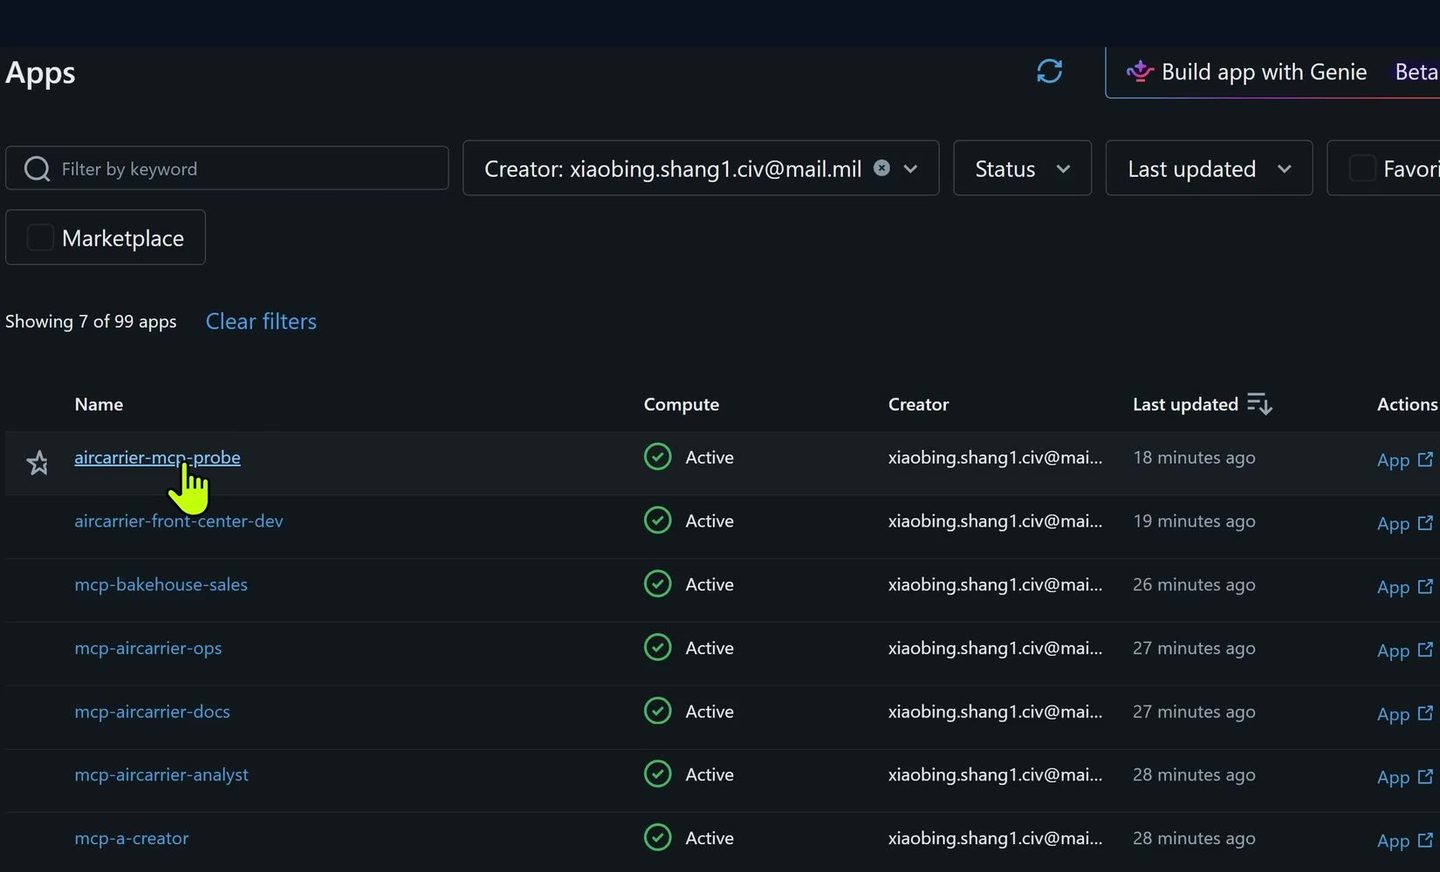 Apps
Build app with Genie Beta
Filter by keyword
Creator: xiaobing.shang1.civ@mail.mil
Status
Last updated
Favori
Marketplace
Showing 7 of 99 apps Clear filters
Name Compute Creator Last updated Actions
aircarrier-mcp-probe Active xiaobing.shang1.civ@mai... 18 minutes ago App
aircarrier-front-center-dev Active xiaobing.shang1.civ@mai... 19 minutes ago App
mcp-bakehouse-sales Active xiaobing.shang1.civ@mai... 26 minutes ago App
mcp-aircarrier-ops Active xiaobing.shang1.civ@mai... 27 minutes ago App
mcp-aircarrier-docs Active xiaobing.shang1.civ@mai... 27 minutes ago App
mcp-aircarrier-analyst Active xiaobing.shang1.civ@mai... 28 minutes ago App
mcp-a-creator Active xiaobing.shang1.civ@mai... 28 minutes ago App